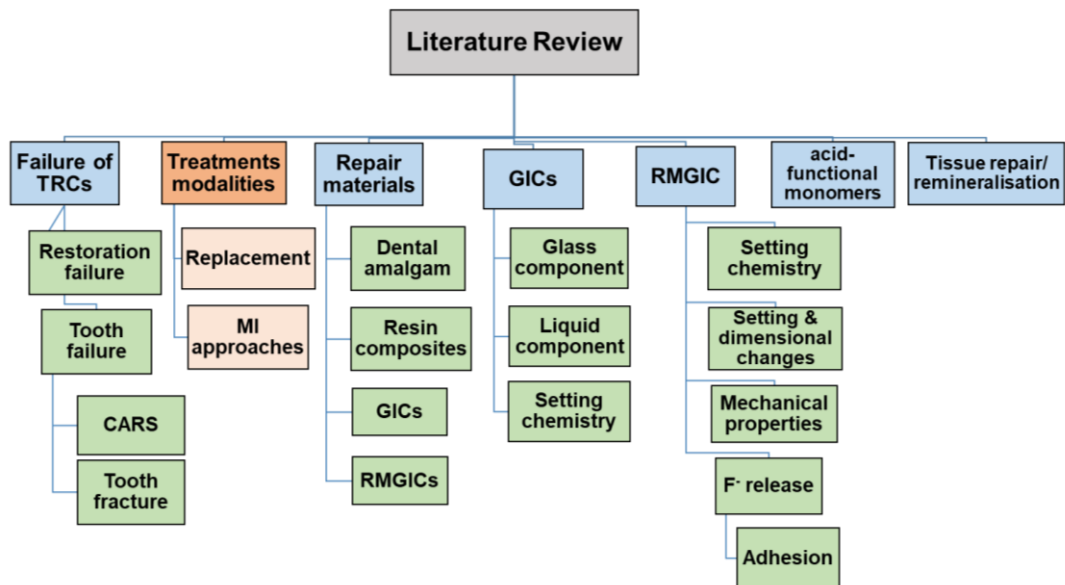 Literature Review
Failure of
TRCs
Restoration
failure
Tooth
failure
CARS
Tooth
fracture
Treatments
modalities
Replacement
MI
approaches
Repair
materials
Dental
amalgam
Resin
composites
GICs
RMGICs
GICs
Glass
component
Liquid
component
Setting
chemistry
RMGIC
Setting
chemistry
Setting &
dimensional
changes
Mechanical
properties
F- release
Adhesion
acid-
functional
monomers
Tissue repair/
remineralisation